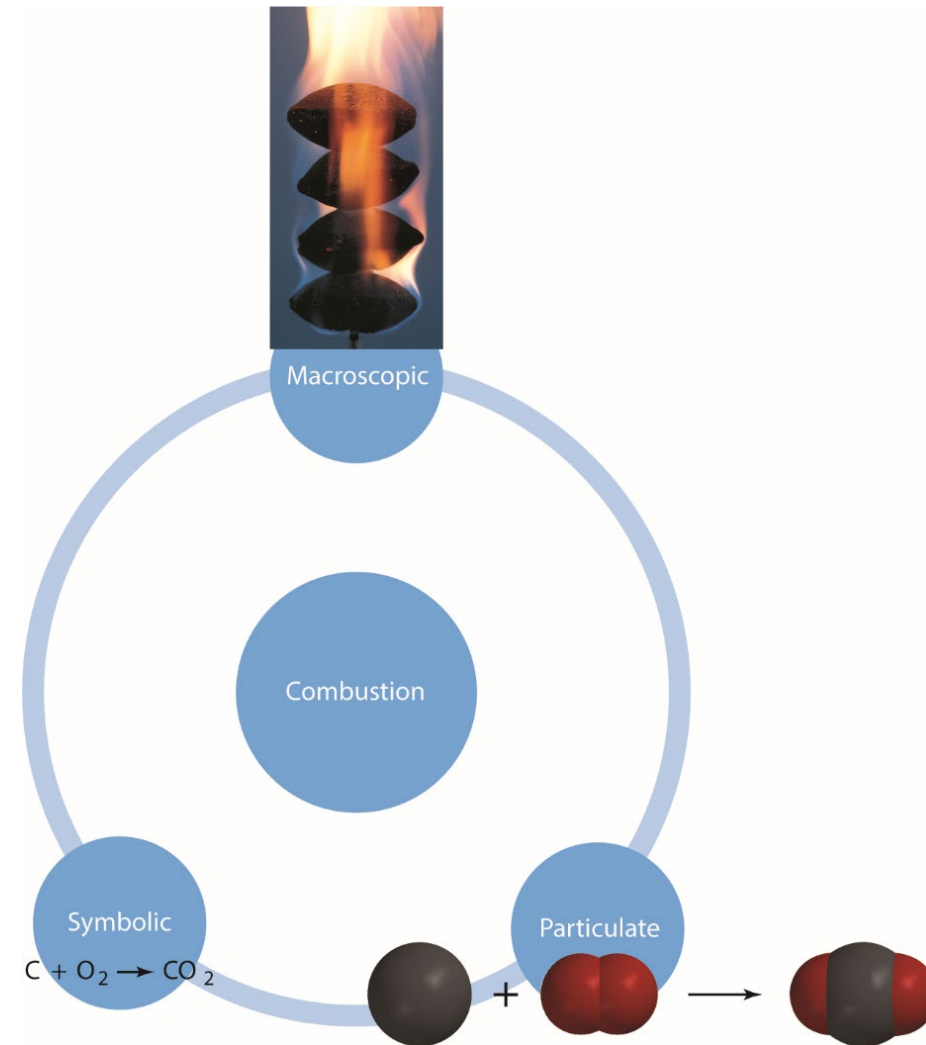 Macroscopic
Combustion
Symbolic
C + O₂ → CO₂
Particulate
+ →